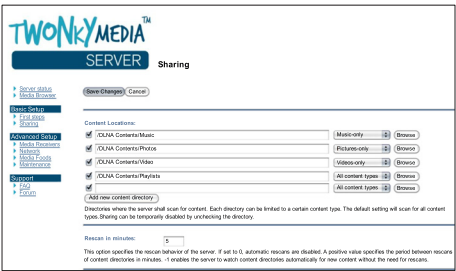 TWONKYMEDIA™
SERVER
Sharing
Server status
Media Browser
Save Changes Cancel
Basic Setup
First steps
Sharing
Content Locations:
/DLNA Contents/Music Music-only Browse
/DLNA Contents/Photos Pictures-only Browse
/DLNA Contents/Video Videos-only Browse
/DLNA Contents/Playlists All content types Browse
All content types Browse
Advanced Setup
Media Receivers
Network
Media Feeds
Maintenance
Support
FAQ
Forum
Add new content directory
Directories where the server shall scan for content. Each directory can be limited to a certain content type. The default setting will scan for all content
types.Sharing can be temporarily disabled by unchecking the directory.
Rescan in minutes: 5
This option specifies the rescan behavior of the server. If set to 0, automatic rescans are disabled. A positive value specifies the period between rescans
of content directories in minutes. -1 enables the server to watch content directories automatically for new content without the need for rescans.